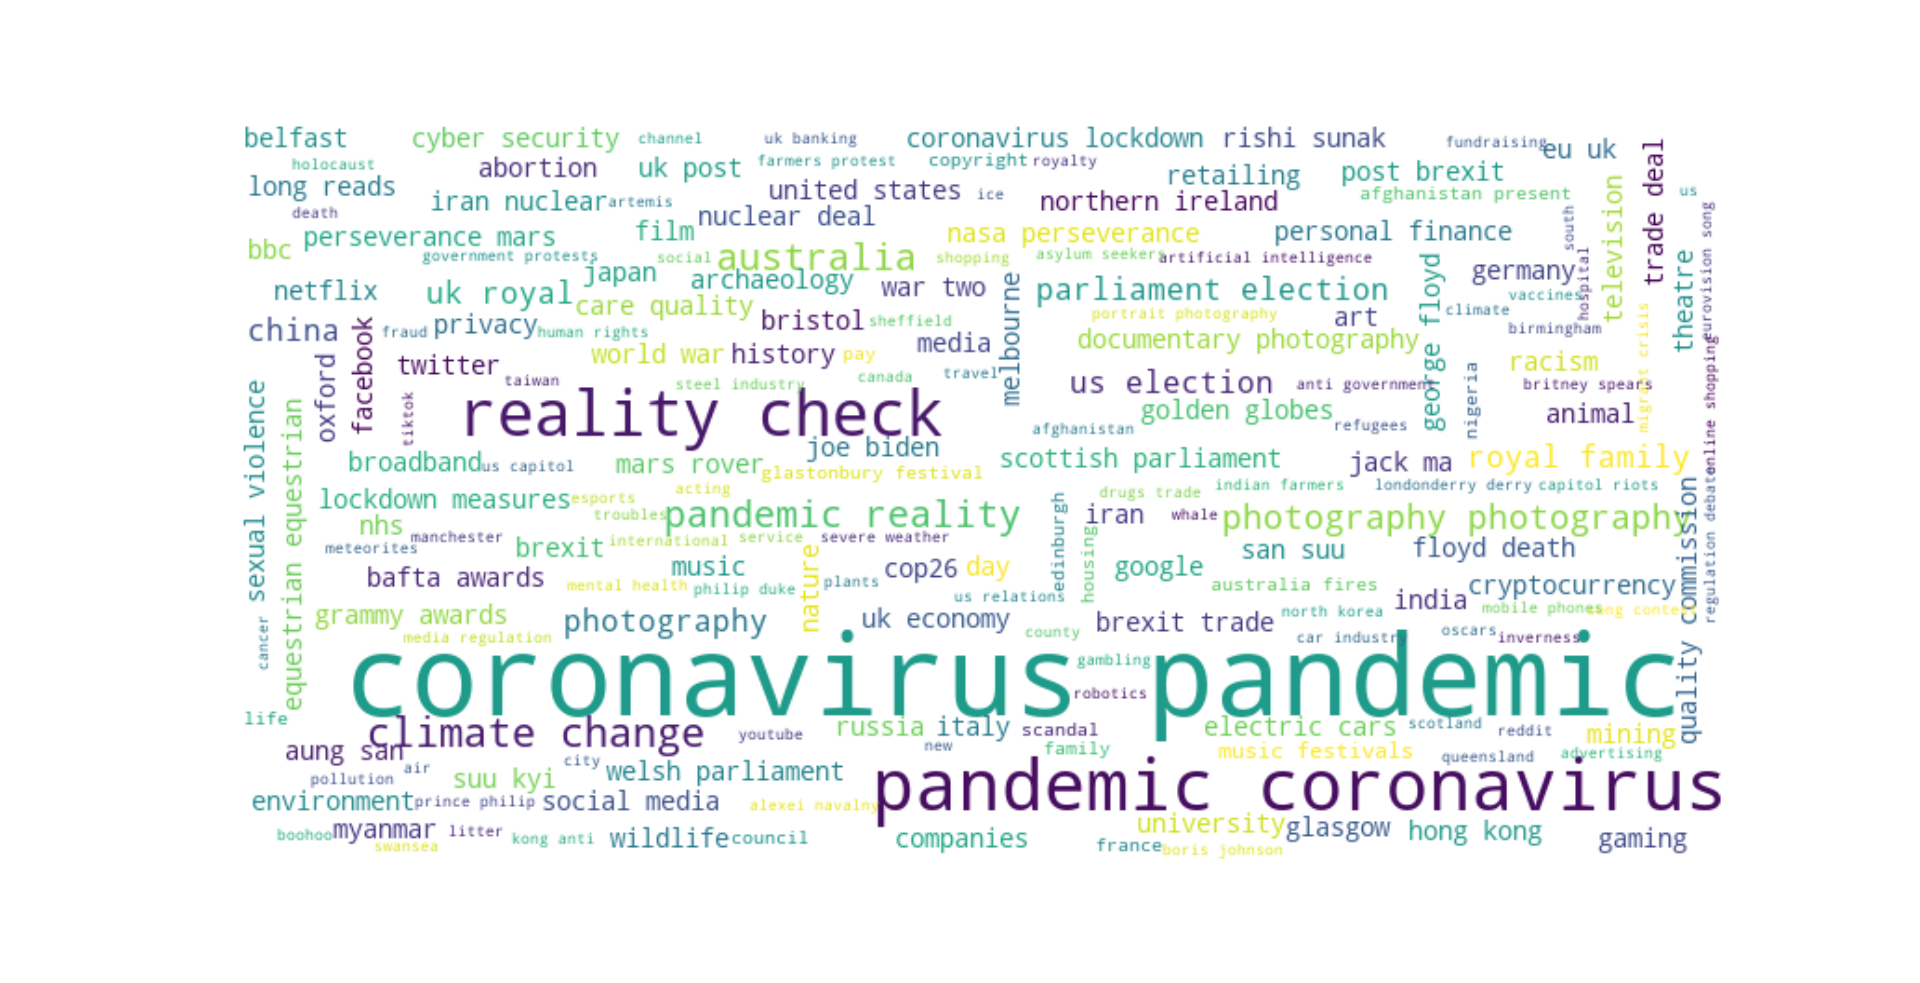 belfast
cyber security
channel
uk banking
coronavirus lockdown
rishi sunak
fundraising
eu uk
trade deal
holocaust
abortion
uk post
farmers protest
copyright
royalty
retailing
post brexit
long reads
united states
ice
afghanistan present
television
us
death
iran nuclear
artemis
nuclear deal
northern ireland
south
eurovision song
bbc
perseverance mars
film
nasa perseverance
personal finance
government protests
social
australia
shopping
asylum seekers
artificial intelligence
george floyd
germany
hospital
theatre
netflix
uk royal
japan
archaeology
war two
melbourne
parliament election
vaccines
care quality
portrait photography
art
climate
china
facebook
fraud
privacy
human rights
bristol
sheffield
media
documentary photography
birmingham
migrant crisis
oxford
twitter
world war
history
pay
racism
online shopping
taiwan
steel industry
canada
travel
us election
anti government
nigeria
britney spears
sexual violence
equestrian equestrian
tiktok
reality check
golden globes
animal
afghanistan
refugees
joe biden
broadband
us capitol
mars rover
glastonbury festival
scottish parliament
jack ma
royal family
lockdown measures
esports
acting
drugs trade
indian farmers
londonderry derry
capitol riots
regulation debate
nhs
troubles
pandemic reality
edinburgh
iran
whale
photography photography
quality commission
meteorites
manchester
brexit
international service
severe weather
housing
san suu
floyd death
bafta awards
mental health
music
philip duke
nature
plants
cop26
day
google
australia fires
cryptocurrency
us relations
grammy awards
photography
uk economy
brexit trade
north korea
india
mobile phones
song contest
cancer
media regulation
county
car industry
oscars
inverness
coronavirus pandemic
gambling
robotics
life
climate change
youtube
russia
italy
scandal
electric cars
scotland
reddit
mining
aung san
new
family
music festivals
queensland
advertising
pollution
air
suu kyi
city
welsh parliament
pandemic coronavirus
environment
prince philip
social media
alexei navalny
boohoo
myanmar
litter
kong anti
wildlife
council
companies
university
glasgow
hong kong
gaming
swansea
france
boris johnson